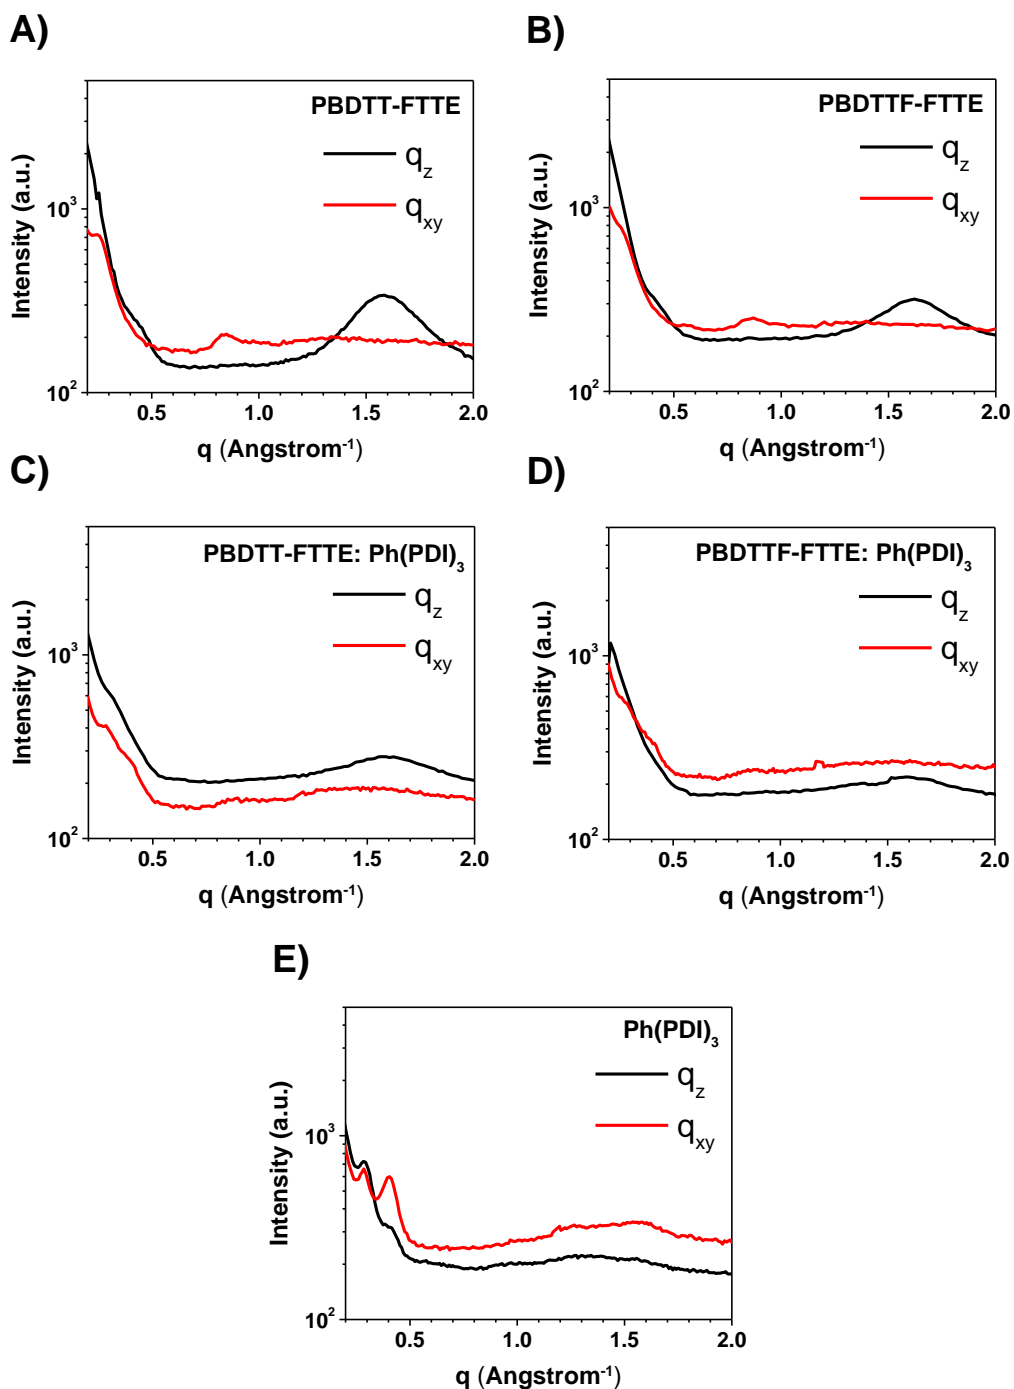 A)
PBDTT-FTTE
q_z
q_xy
Intensity (a.u.)
10^3
10^2
0.5 1.0 1.5 2.0
q (Angstrom^-1)
B)
PBDTTF-FTTE
q_z
q_xy
Intensity (a.u.)
10^3
10^2
0.5 1.0 1.5 2.0
q (Angstrom^-1)
C)
PBDTT-FTTE: Ph(PDI)_3
q_z
q_xy
Intensity (a.u.)
10^3
10^2
0.5 1.0 1.5 2.0
q (Angstrom^-1)
D)
PBDTTF-FTTE: Ph(PDI)_3
q_z
q_xy
Intensity (a.u.)
10^3
10^2
0.5 1.0 1.5 2.0
q (Angstrom^-1)
E)
Ph(PDI)_3
q_z
q_xy
Intensity (a.u.)
10^3
10^2
0.5 1.0 1.5 2.0
q (Angstrom^-1)